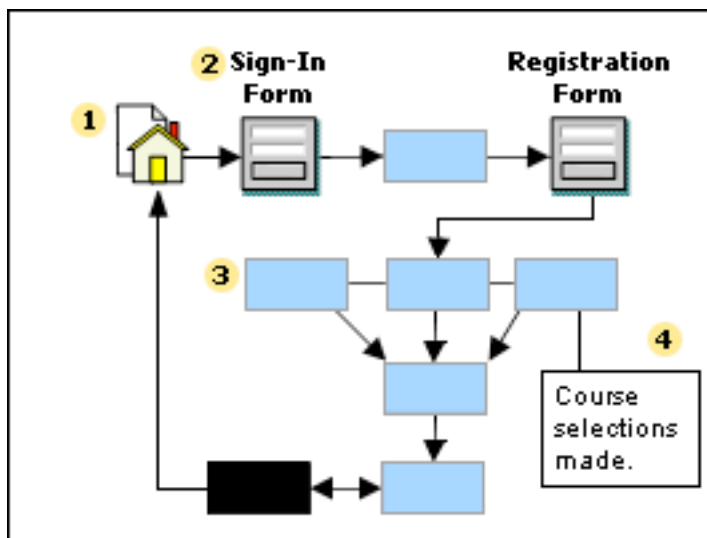 2 Sign-In
Form
Registration
Form
1
3
4
Course
selections
made.